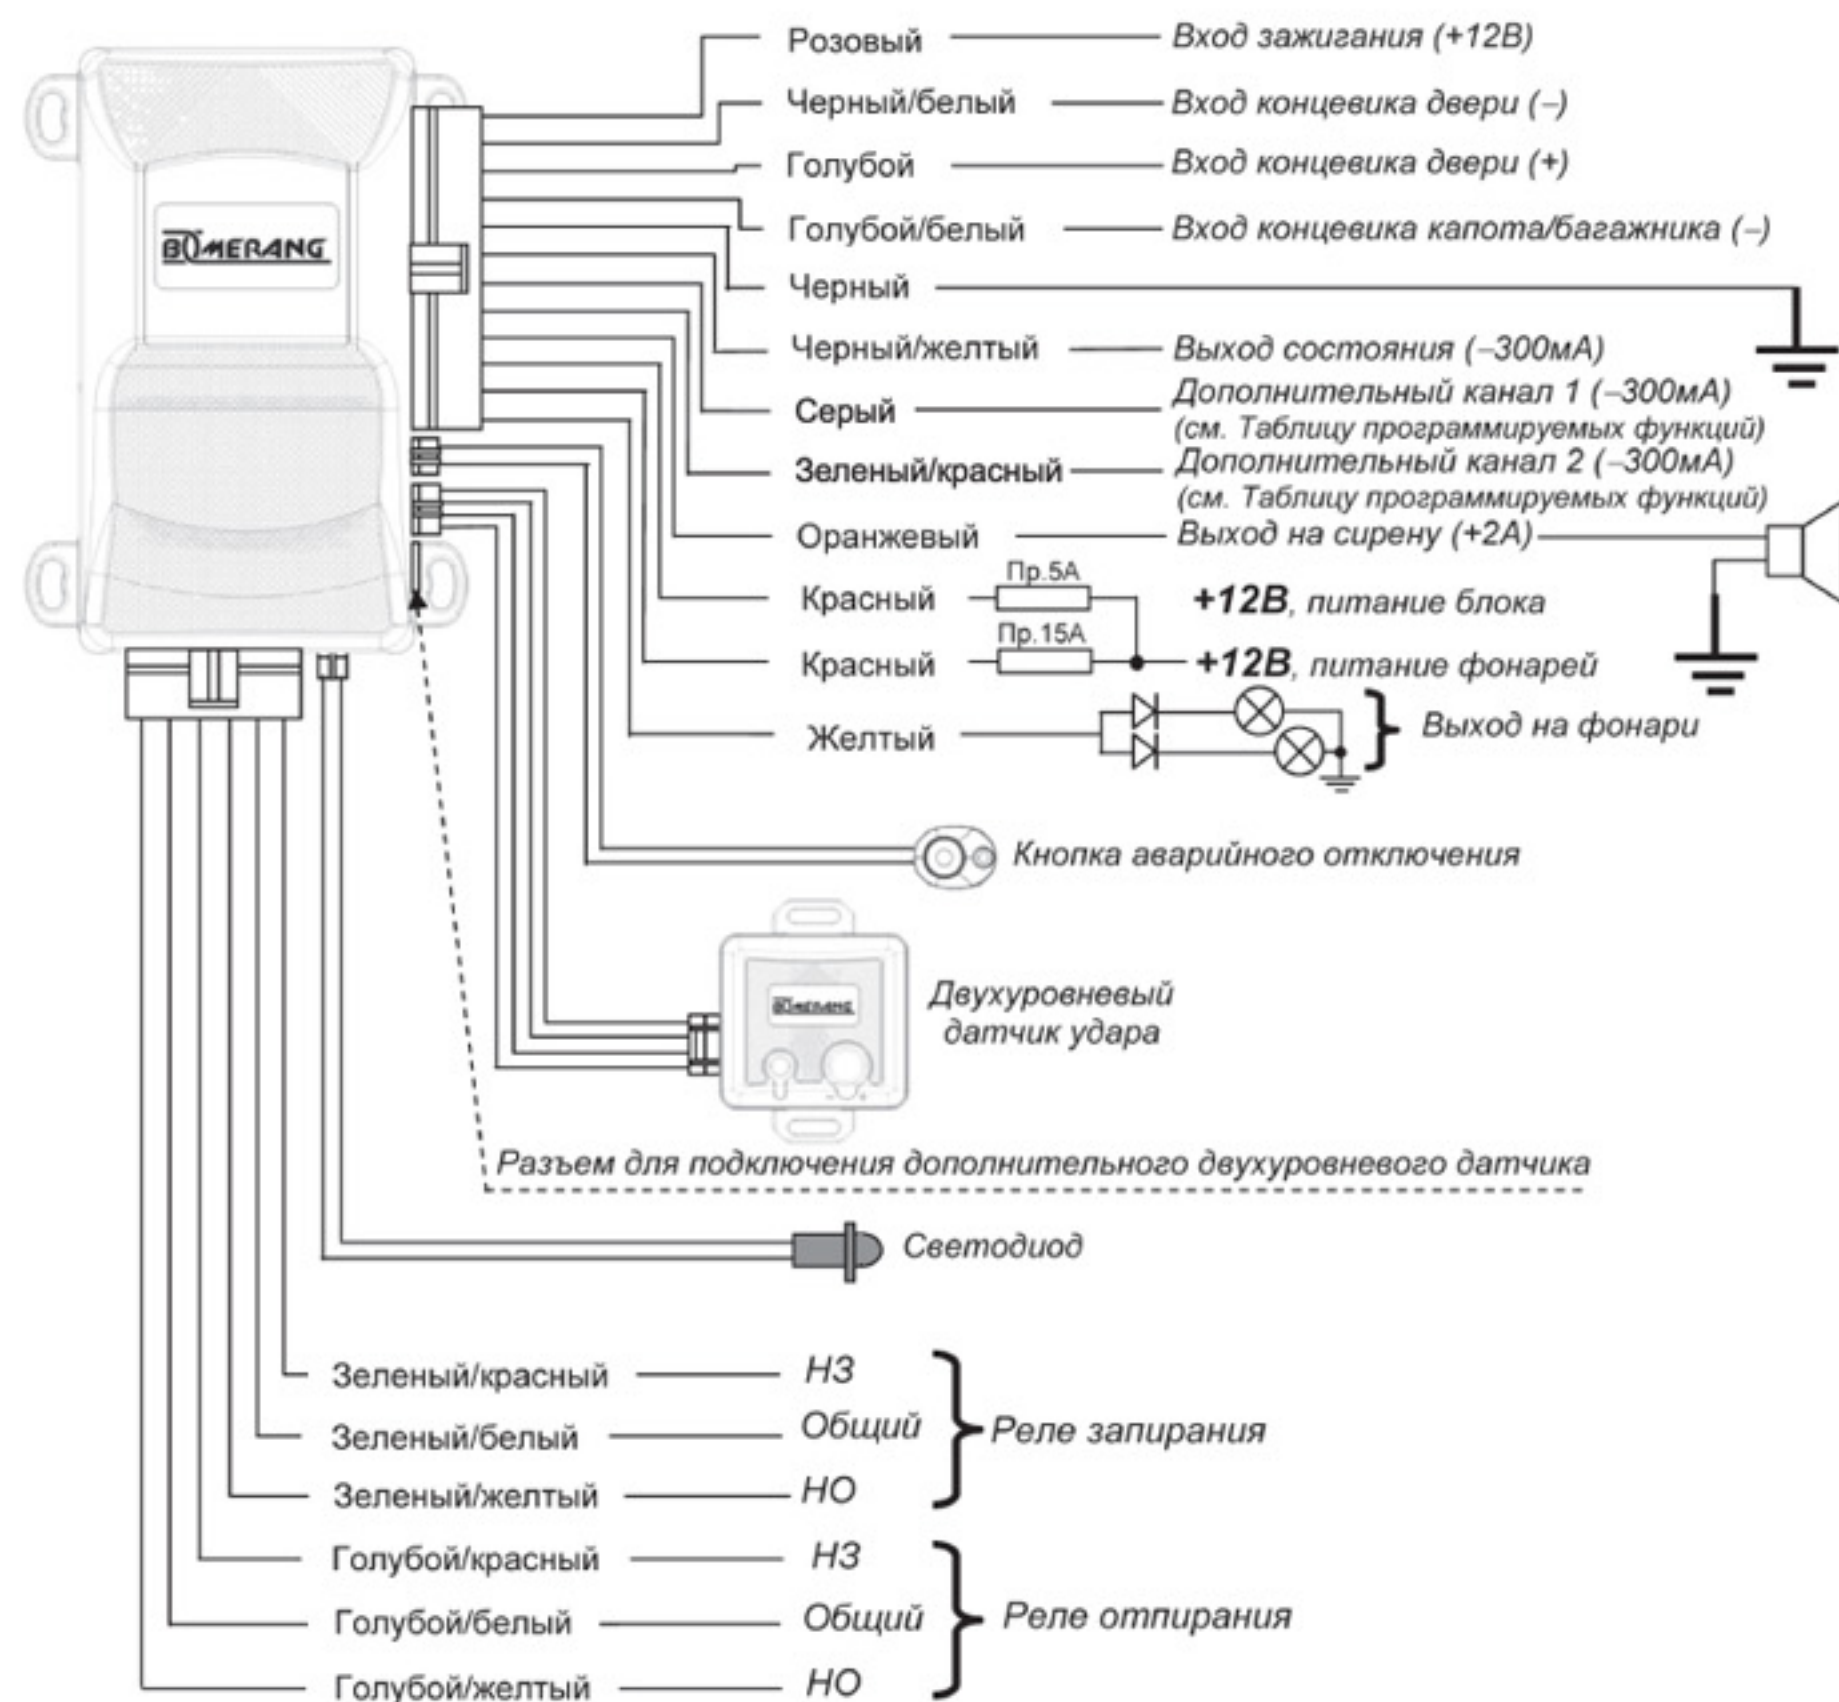 Розовый Вход зажигания (+12В)
Черный/белый Вход концевика двери (–)
Голубой Вход концевика двери (+)
BOOMERANG
Голубой/белый Вход концевика капота/багажника (–)
Черный
Черный/желтый Выход состояния (–300мА)
Серый Дополнительный канал 1 (–300мА)
(см. Таблицу программируемых функций)
Зеленый/красный Дополнительный канал 2 (–300мА)
(см. Таблицу программируемых функций)
Оранжевый Выход на сирену (+2А)
Пр.5А
Красный +12В, питание блока
Пр.15А
Красный +12В, питание фонарей
Желтый Выход на фонари
Кнопка аварийного отключения
BOOMERANG
Двухуровневый
датчик удара
- +
Разъем для подключения дополнительного двухуровневого датчика
Светодиод
Зеленый/красный НЗ
Зеленый/белый Общий Реле запирания
Зеленый/желтый НО
Голубой/красный НЗ
Голубой/белый Общий Реле отпирания
Голубой/желтый НО